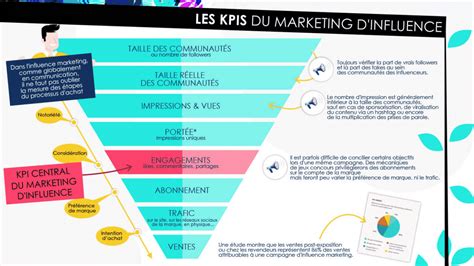 LES KPIS DU MARKETING D'INFLUENCE
Dans l'influence marketing,
comme globalement
en communication,
il ne faut pas oublier
la mesure des étapes
du processus d'achat
Notoriété
Considération
KPI CENTRAL
DU MARKETING
D'INFLUENCE
Préférence
de marque
Intention
d'achat
TAILLE DES COMMUNAUTÉS
ou nombre de followers
TAILLE RÉELLE
DES COMMUNAUTÉS
IMPRESSIONS & VUES
PORTÉE*
impressions uniques
ENGAGEMENTS
likes, commentaires, partages
ABONNEMENT
TRAFIC
sur le site, sur les réseaux sociaux
de la marque, en physique...
VENTES
Toujours vérifier la part de vrais followers
et la part des fakes au sein
des communautés des influenceurs.
Le nombre d'impression est généralement
inférieur à la taille des communautés,
sauf en cas de sponsorisation, de viralisation
du contenu via un hashtag ou encore
de la multiplication des prises de parole.
Il est parfois difficile de concilier certains objectifs
lors d'une même campagne. Des mécaniques
de jeux concours privilégierons des abonnements
sur le compte de la marque
mais feront peu varier la préférence de marque, ni le trafic.
Une étude montre que les ventes post-exposition
ou chez les revendeurs représentent 86% des ventes
attribuables à une campagne d'influence marketing.